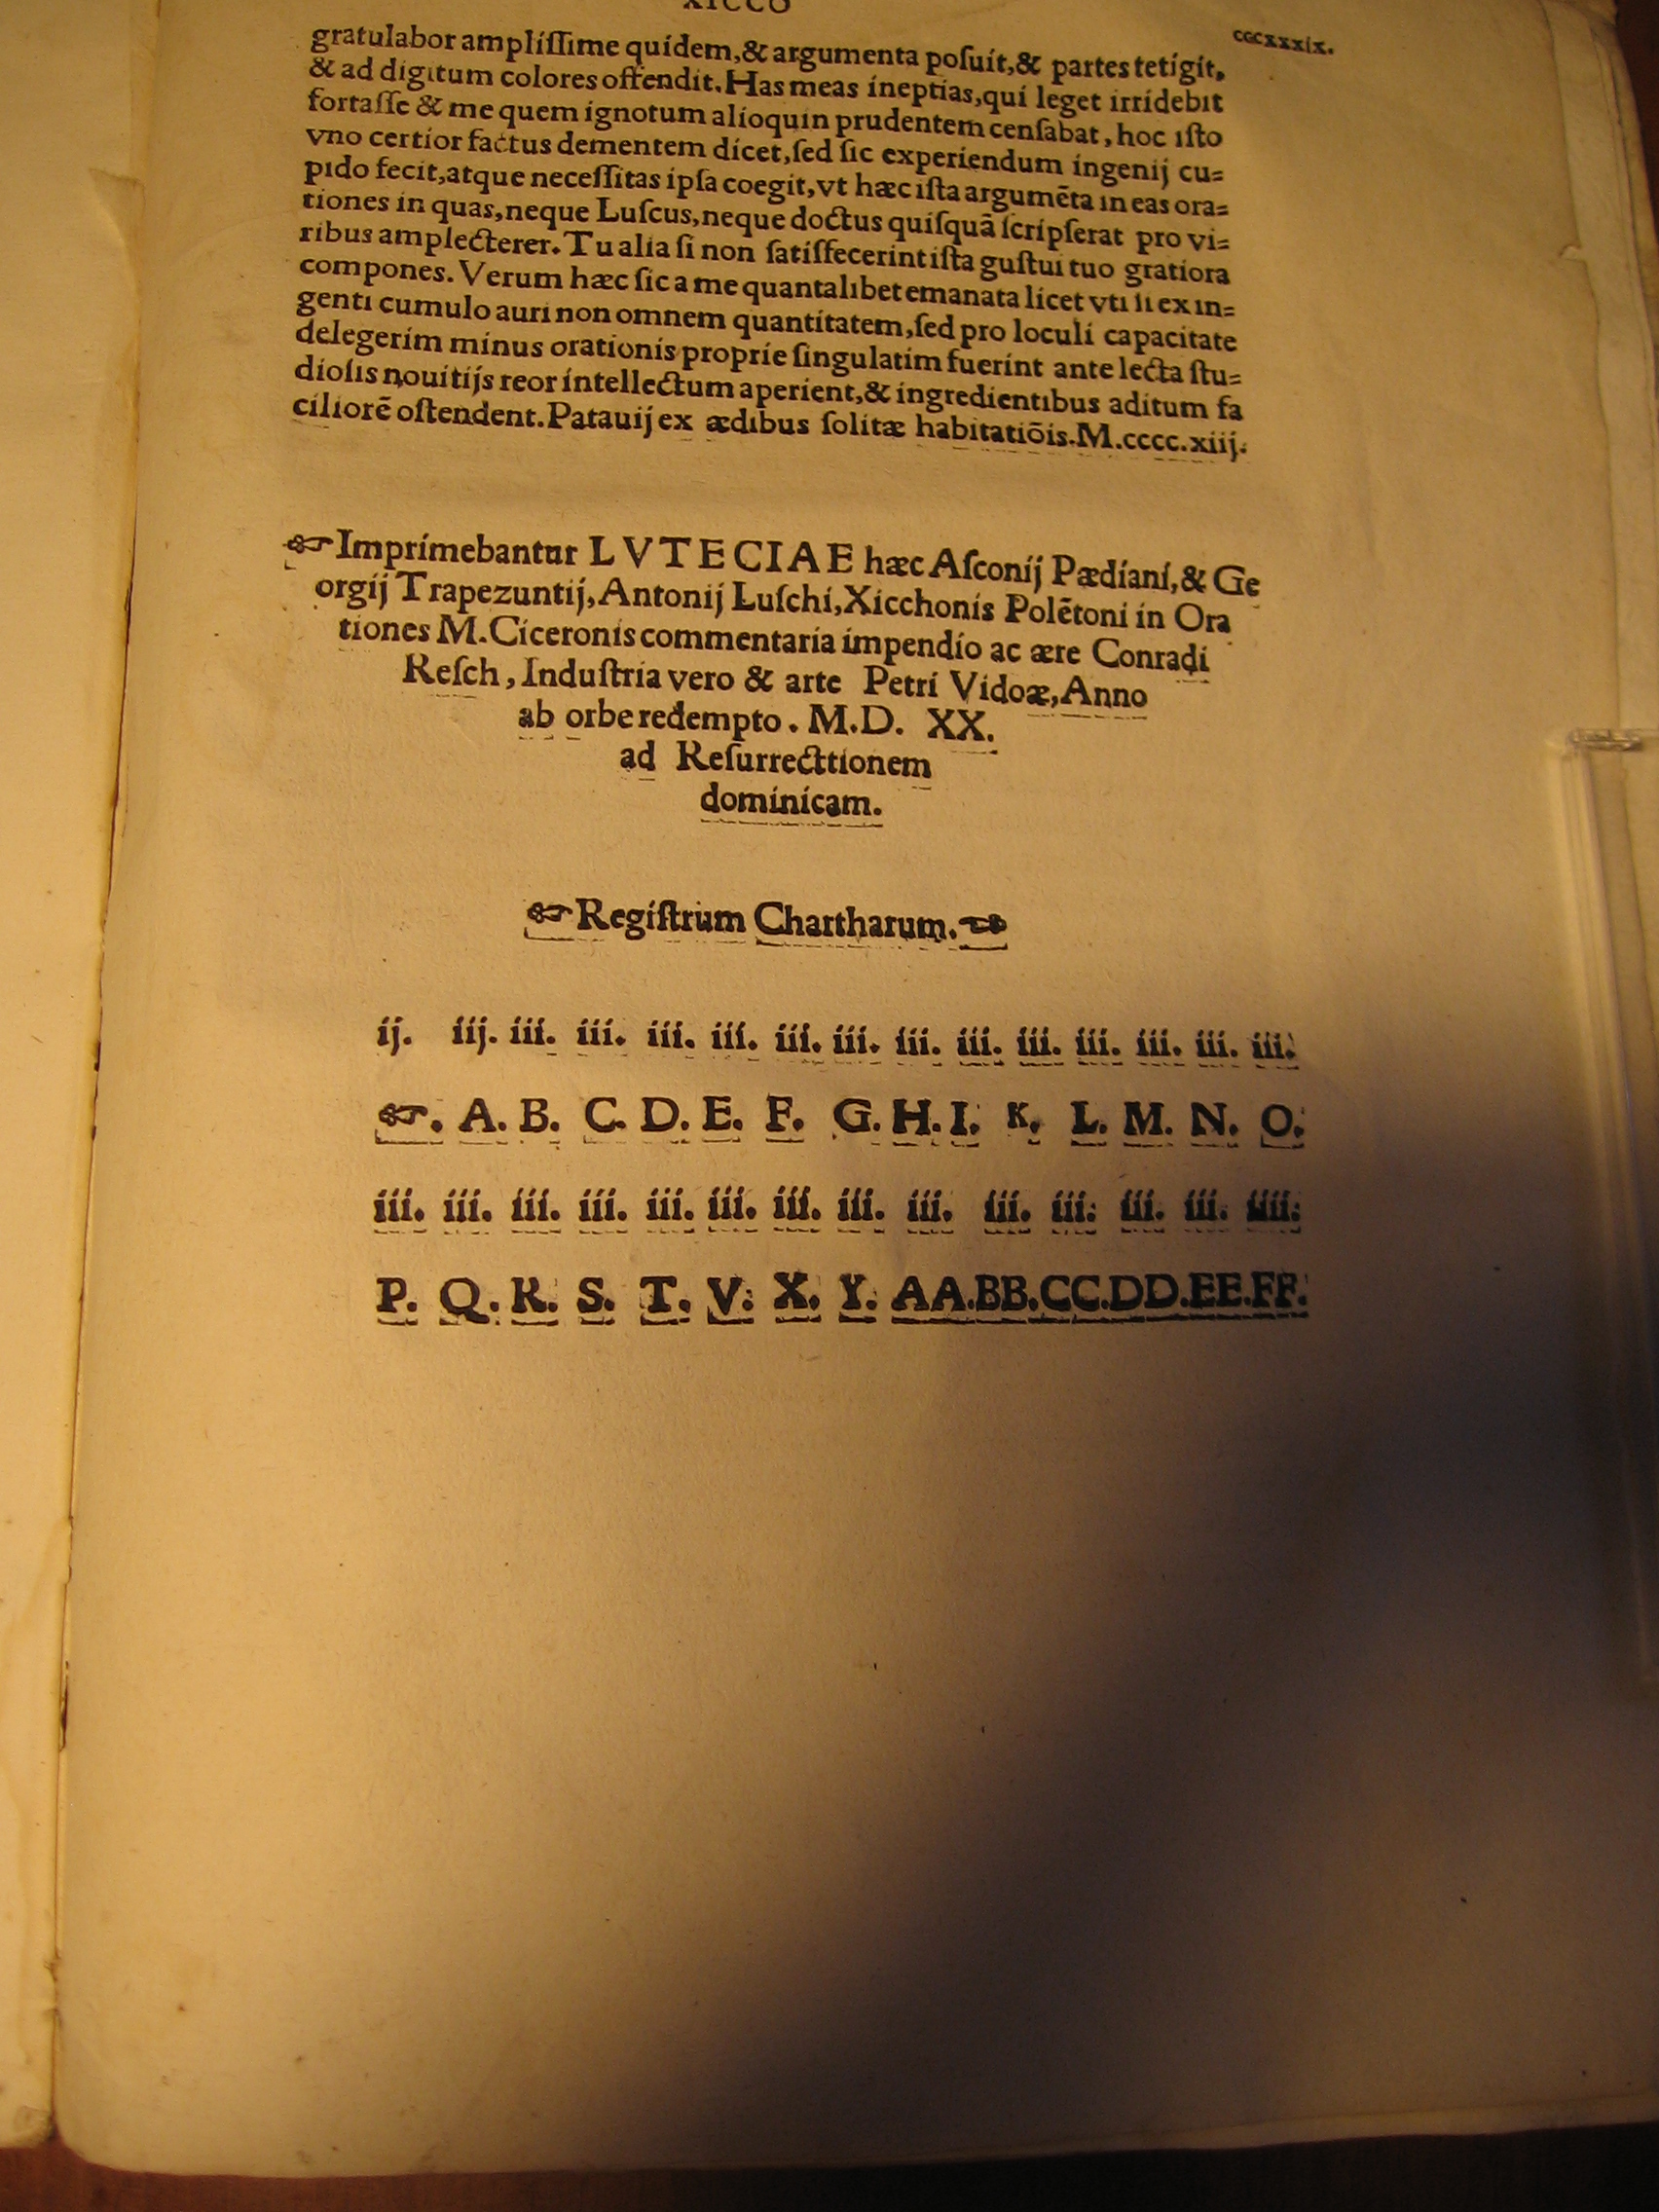 XICCO
cccxxxix.
gratulabor ampliſſime quidem,& argumenta poſuit,& partes tetigit,
& ad digitum colores offendit.Has meas ineptias,qui leget irridebit
fortaſſe & me quem ignotum alioquin prudentem cenſabat, hoc iſto
vno certior factus dementem dicet,ſed ſic experiendum ingenij cu⸗
pido fecit,atque neceſſitas ipſa coegit,vt hæc iſta argumēta in eas ora⸗
tiones in quas,neque Luſcus,neque doctus quiſquā ſcripſerat pro vi⸗
ribus amplecterer. Tu alia ſi non ſatiſfecerint iſta guſtui tuo gratiora
compones. Verum hæc ſic a me quantalibet emanata licet vti ſi ex in⸗
genti cumulo auri non omnem quantitatem,ſed pro loculi capacitate
delegerim minus orationis proprie ſingulatim fuerint ante lecta ſtu⸗
dioſis nouitijs reor intellectum aperient,& ingredientibus aditum fa
ciliorē oſtendent.Patauij ex ædibus ſolitæ habitatiōis.M.cccc.xiij.
☞Imprimebantur LVTECIAE hæc Aſconij Pædiani,& Ge
orgij Trapezuntij,Antonij Luſchi,Xicchonis Polētoni in Ora
tiones M.Ciceronis commentaria impendio ac ære Conradi
Reſch, Induſtria vero & arte Petri Vidoæ,Anno
ab orbe redempto. M.D. XX.
ad Reſurrecttionem
dominicam.
☞Regiſtrum Chartharum.☜
ij. iij. iii. iii. iii. iii. iii. iii. iii. iii. iii. iii. iii. iii. iii.
☞. A. B. C. D. E. F. G. H. I. K. L. M. N. O.
iii. iii. iii. iii. iii. iii. iii. iii. iii. iii. iii. iii. iii. iiii.
P. Q. R. S. T. V. X. Y. AA.BB.CC.DD.EE.FF.